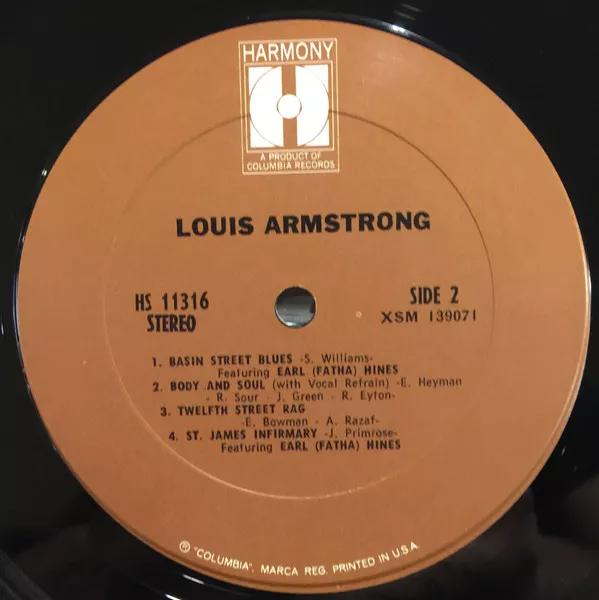 HARMONY
H
A PRODUCT OF
COLUMBIA RECORDS
LOUIS ARMSTRONG
HS 11316
STEREO
SIDE 2
XSM 139071
1. BASIN STREET BLUES -S. Williams-
Featuring EARL (FATHA) HINES
2. BODY AND SOUL (with Vocal Refrain) -E. Heyman
- R. Sour - J. Green - R. Eyton-
3. TWELFTH STREET RAG
-E. Bowman - A. Razaf-
4. ST. JAMES INFIRMARY -J. Primrose-
Featuring EARL (FATHA) HINES
℗ "COLUMBIA", MARCA REG. PRINTED IN U.S.A.